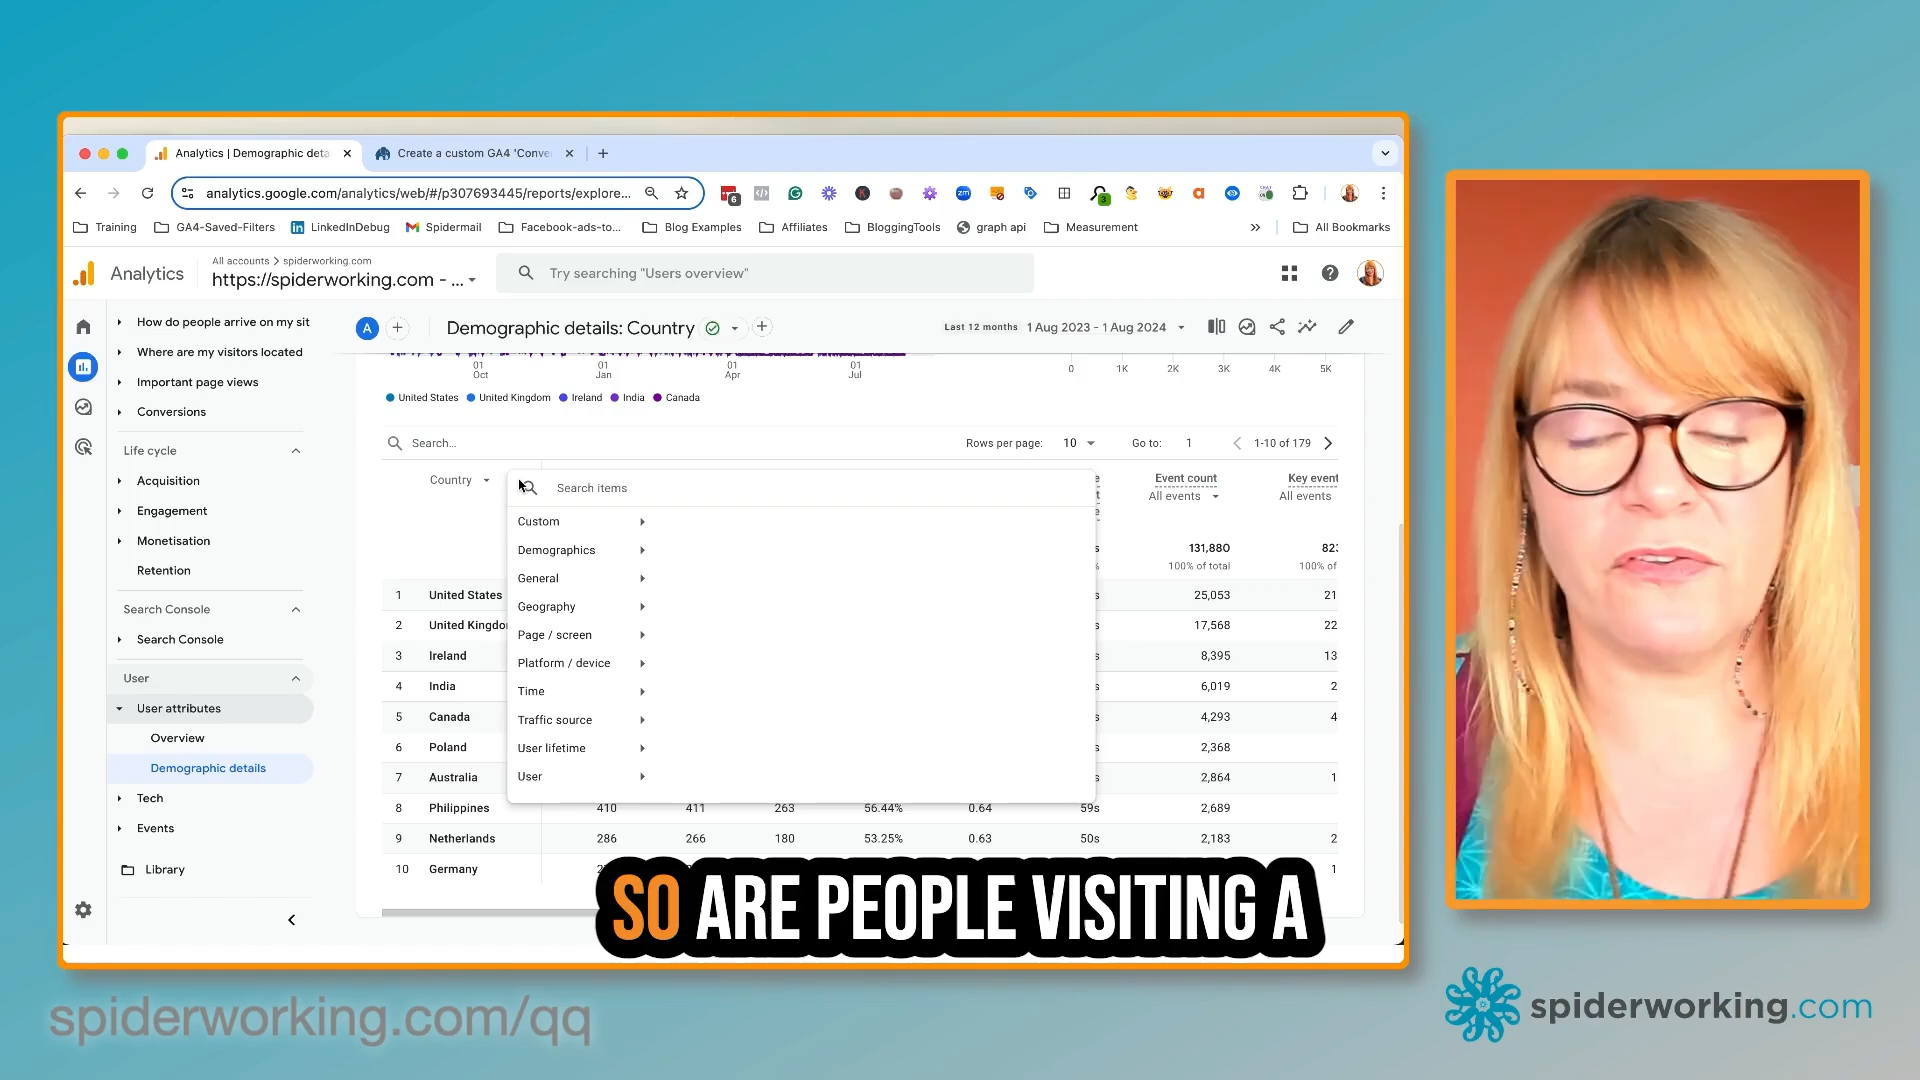 Analytics | Demographic deta
Create a custom GA4 'Conve
analytics.google.com/analytics/web/#/p307693445/reports/explore...
6
3
Training
GA4-Saved-Filters
LinkedInDebug
Spidermail
Facebook-ads-to...
Blog Examples
Affiliates
BloggingTools
graph api
Measurement
All Bookmarks
Analytics
All accounts > spiderworking.com
https://spiderworking.com - ...
Try searching "Users overview"
How do people arrive on my sit
Where are my visitors located
Important page views
Conversions
Life cycle
Acquisition
Engagement
Monetisation
Retention
Search Console
Search Console
User
User attributes
Overview
Demographic details
Tech
Events
Library
A
Demographic details: Country
Last 12 months 1 Aug 2023 - 1 Aug 2024
01 Oct
01 Jan
01 Apr
01 Jul
0 1K 2K 3K 4K 5K
United States United Kingdom Ireland India Canada
Search...
Rows per page: 10 Go to: 1 1-10 of 179
Country
Search items
Custom
Demographics
General
Geography
Page / screen
Platform / device
Time
Traffic source
User lifetime
User
Event count
All events
Key event
All events
131,880
100% of total
823
100% of
1 United States 25,053 21
2 United Kingdo 17,568 22
3 Ireland 8,395 13
4 India 6,019 2
5 Canada 4,293 4
6 Poland 2,368
7 Australia 2,864 1
8 Philippines 410 411 263 56.44% 0.64 59s 2,689
9 Netherlands 286 266 180 53.25% 0.63 50s 2,183 2
10 Germany 1
SO ARE PEOPLE VISITING A
spiderworking.com/qq
spiderworking.com